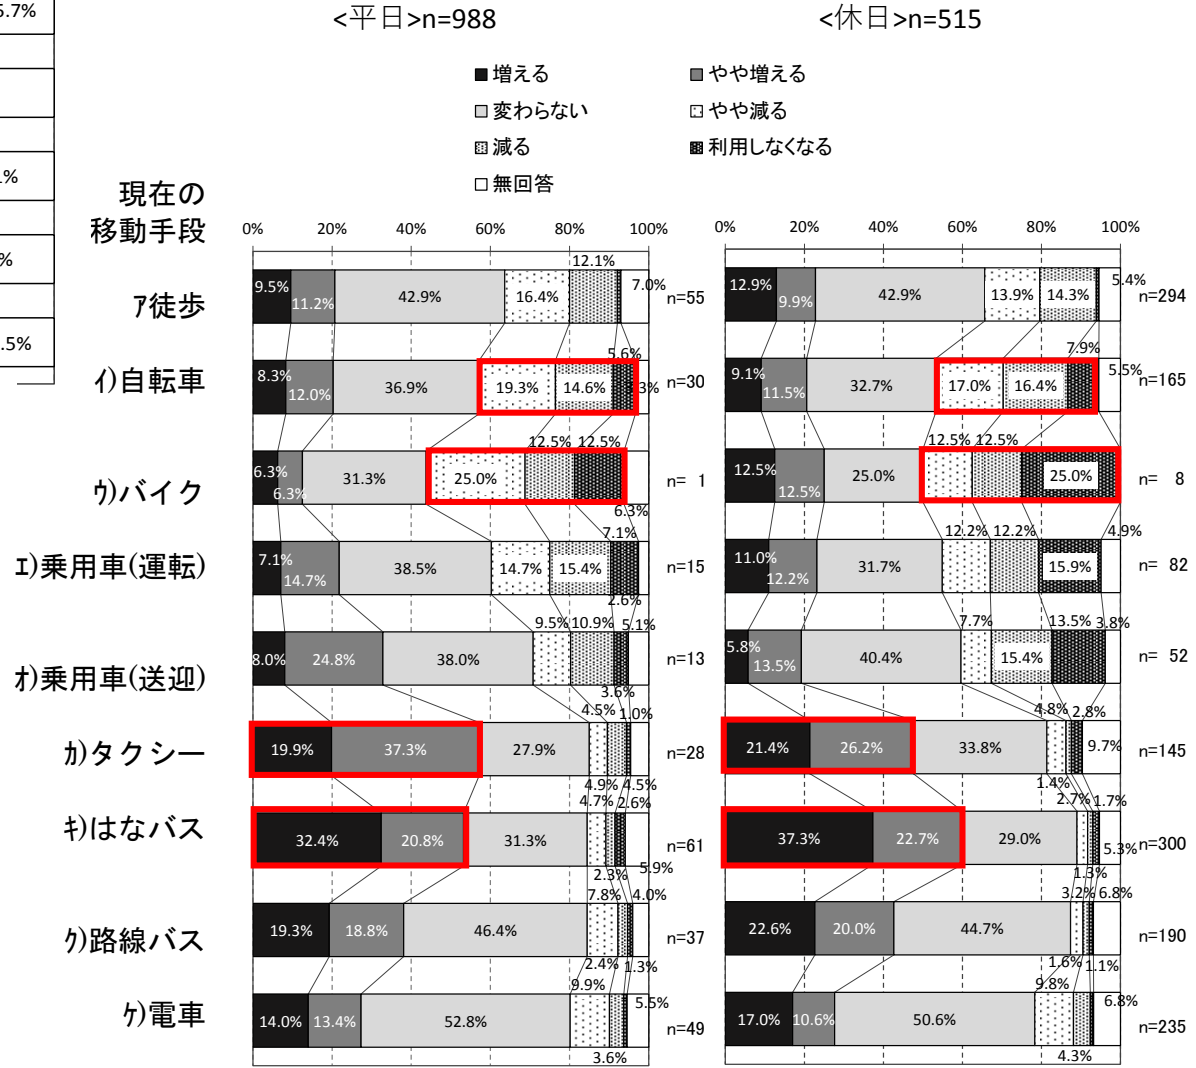 5.7%
%
%
.5%
<平日>n=988
<休日>n=515
■増える ■やや増える
変わらない やや減る
減る 利用しなくなる
無回答
現在の
移動手段
0% 20% 40% 60% 80% 100%
0% 20% 40% 60% 80% 100%
ア徒歩
9.5% 11.2% 42.9% 16.4% 12.1% 7.0% n=55
12.9% 9.9% 42.9% 13.9% 14.3% 5.4% n=294
イ)自転車
8.3% 12.0% 36.9% 19.3% 14.6% 5.6% .3% n=30
9.1% 11.5% 32.7% 17.0% 16.4% 7.9% 5.5% n=165
ウ)バイク
6.3% 6.3% 31.3% 25.0% 12.5% 12.5% 6.3% n= 1
12.5% 12.5% 25.0% 12.5% 12.5% 25.0% n= 8
エ)乗用車(運転)
7.1% 14.7% 38.5% 14.7% 15.4% 7.1% 2.6% n=15
11.0% 12.2% 31.7% 12.2% 12.2% 15.9% 4.9% n= 82
オ)乗用車(送迎)
8.0% 24.8% 38.0% 9.5% 10.9% 3.6% 5.1% n=13
5.8% 13.5% 40.4% 7.7% 15.4% 13.5% 3.8% n= 52
カ)タクシー
19.9% 37.3% 27.9% 4.5% 4.9% 1.0% 4.5% n=28
21.4% 26.2% 33.8% 4.8% 1.4% 2.8% 9.7% n=145
キ)はなバス
32.4% 20.8% 31.3% 4.7% 2.3% 2.6% 5.9% n=61
37.3% 22.7% 29.0% 2.7% 1.3% 1.7% 5.3% n=300
ク)路線バス
19.3% 18.8% 46.4% 7.8% 2.4% 1.3% 4.0% n=37
22.6% 20.0% 44.7% 3.2% 1.6% 1.1% 6.8% n=190
ケ)電車
14.0% 13.4% 52.8% 9.9% 3.6% 5.5% n=49
17.0% 10.6% 50.6% 9.8% 4.3% 6.8% n=235